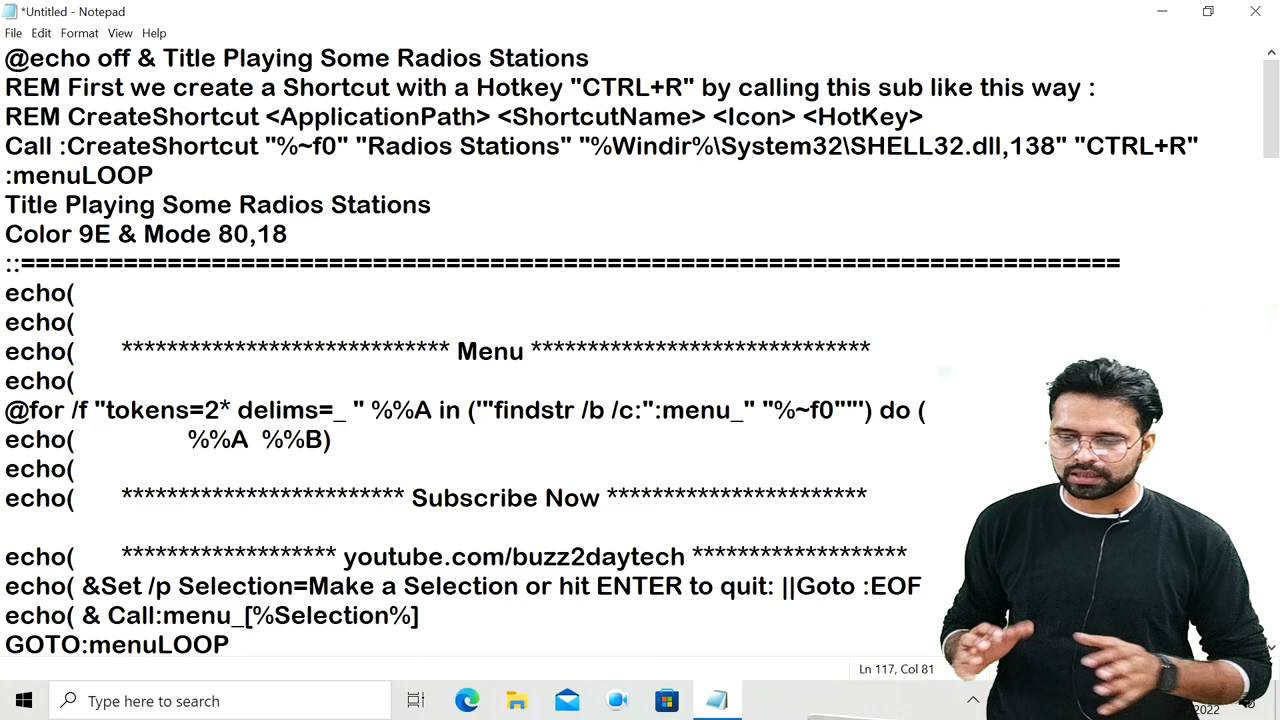 *Untitled - Notepad
File Edit Format View Help
@echo off & Title Playing Some Radios Stations
REM First we create a Shortcut with a Hotkey "CTRL+R" by calling this sub like this way :
REM CreateShortcut <ApplicationPath> <ShortcutName> <Icon> <HotKey>
Call :CreateShortcut "%~f0" "Radios Stations" "%Windir%\System32\SHELL32.dll,138" "CTRL+R"
:menuLOOP
Title Playing Some Radios Stations
Color 9E & Mode 80,18
::===========================================================================
echo(
echo(
echo( ***************************** Menu ******************************
echo(
@for /f "tokens=2* delims=_ " %%A in ('"findstr /b /c:":menu_" "%~f0""') do (
echo( %%A %%B)
echo(
echo( ************************* Subscribe Now ***********************
echo( ******************* youtube.com/buzz2daytech *******************
echo( &Set /p Selection=Make a Selection or hit ENTER to quit: ||Goto :EOF
echo( & Call:menu_[%Selection%]
GOTO:menuLOOP
Ln 117, Col 81
Type here to search
2022